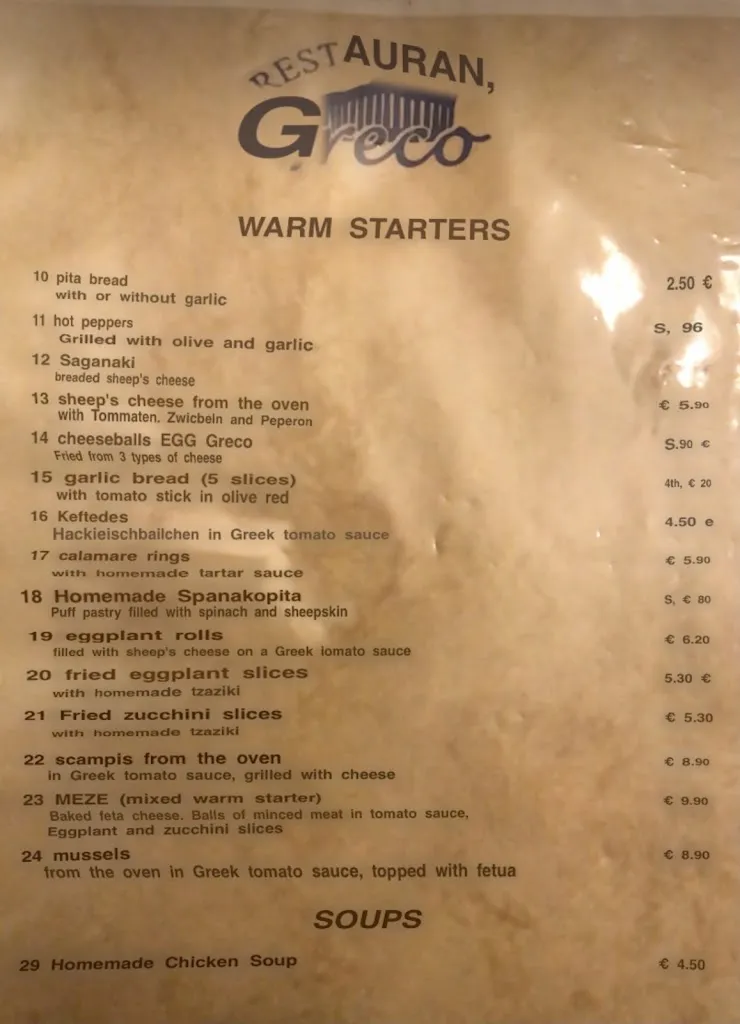 RESTAURAN,
Greco
WARM STARTERS
10 pita bread 2.50 €
with or without garlic
11 hot peppers S, 96
Grilled with olive and garlic
12 Saganaki
breaded sheep's cheese
13 sheep's cheese from the oven € 5.90
with Tommaten. Zwicbeln and Peperon
14 cheeseballs EGG Greco S.90 €
Fried from 3 types of cheese
15 garlic bread (5 slices) 4th, € 20
with tomato stick in olive red
16 Keftedes 4.50 e
Hackieischbailchen in Greek tomato sauce
17 calamare rings € 5.90
with homemade tartar sauce
18 Homemade Spanakopita S, € 80
Puff pastry filled with spinach and sheepskin
19 eggplant rolls € 6.20
filled with sheep's cheese on a Greek iomato sauce
20 fried eggplant slices 5.30 €
with homemade tzaziki
21 Fried zucchini slices € 5.30
with homemade tzaziki
22 scampis from the oven € 8.90
in Greek tomato sauce, grilled with cheese
23 MEZE (mixed warm starter) € 9.90
Baked feta cheese. Balls of minced meat in tomato sauce,
Eggplant and zucchini slices
24 mussels € 8.90
from the oven in Greek tomato sauce, topped with fetua
SOUPS
29 Homemade Chicken Soup € 4.50